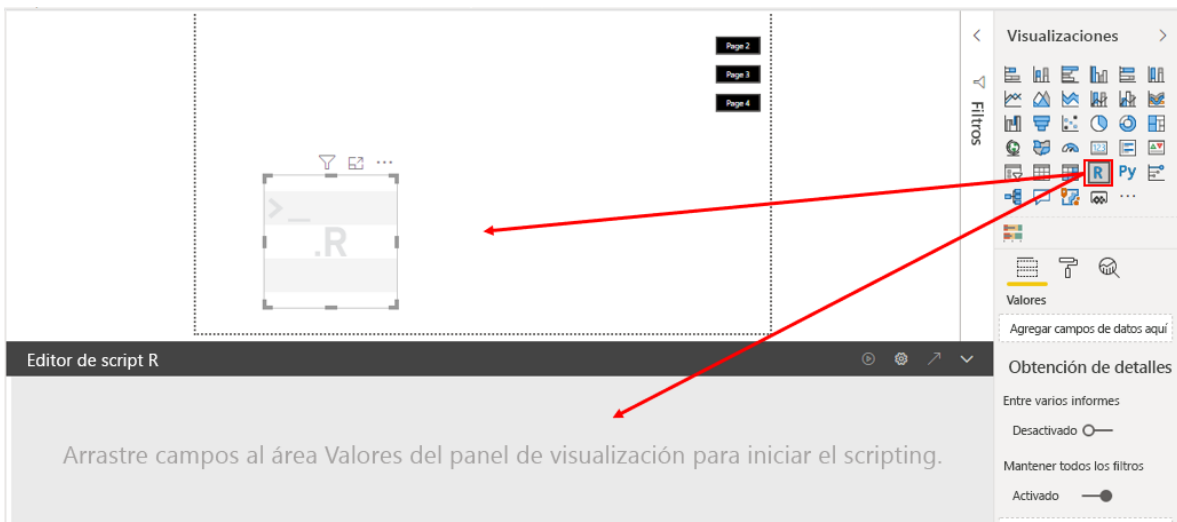 Page 2
Page 3
Page 4
>_
.R
Filtros
Visualizaciones
123
R
Py
Valores
Agregar campos de datos aquí
Obtención de detalles
Entre varios informes
Desactivado
Mantener todos los filtros
Activado
Editor de script R
Arrastre campos al área Valores del panel de visualización para iniciar el scripting.